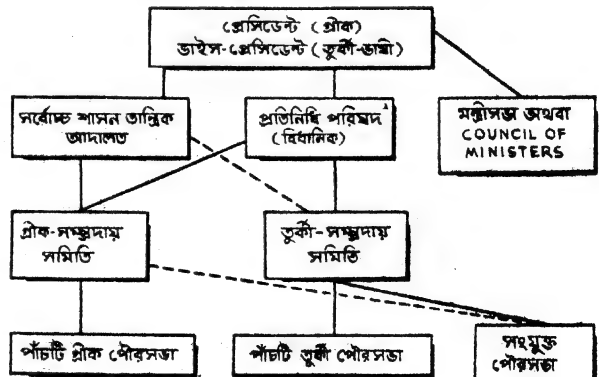 প্রেসিডেন্ট (গ্রীক)
ভাইস-প্রেসিডেন্ট (তুর্কী-ভাষী)
সর্বোচ্চ শাসন তান্ত্রিক
আদালত
প্রতিনিধি পরিষদ
(বিধানিক)
মন্ত্রীসভা অথবা
COUNCIL OF
MINISTERS
গ্রীক-সম্প্রদায়
সমিতি
তুর্কী-সম্প্রদায়
সমিতি
পাঁচটি গ্রীক পৌরসভা
পাঁচটি তুর্কী পৌরসভা
সংযুক্ত
পৌরসভা